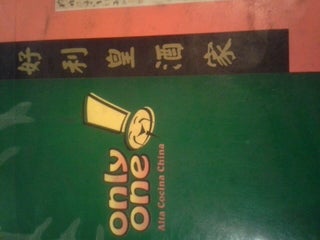 好利皇酒家
only
one
Alta Cocina China